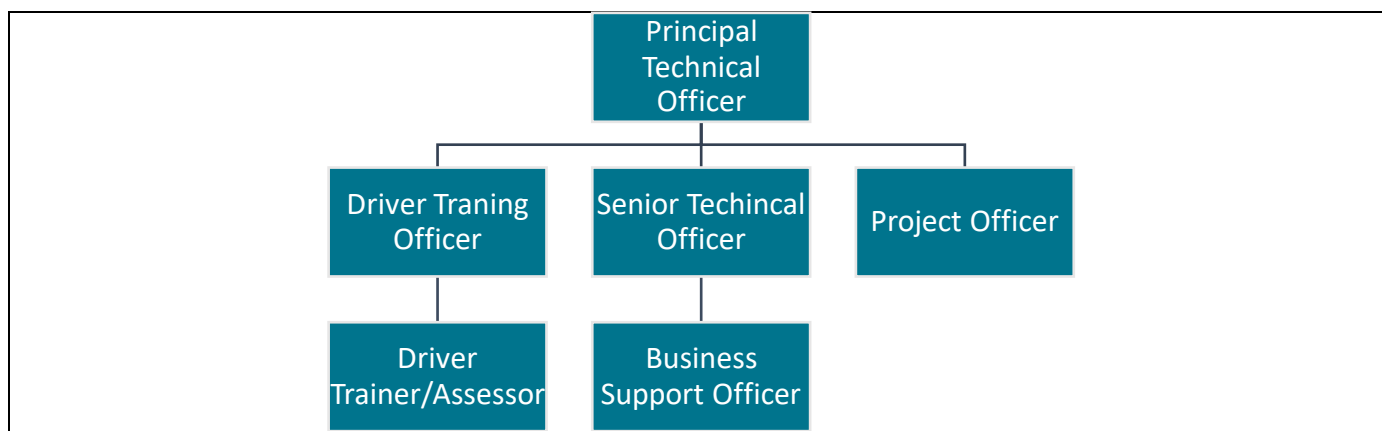 Principal
Technical
Officer
Driver Traning
Officer
Senior Techincal
Officer
Project Officer
Driver
Trainer/Assessor
Business
Support Officer